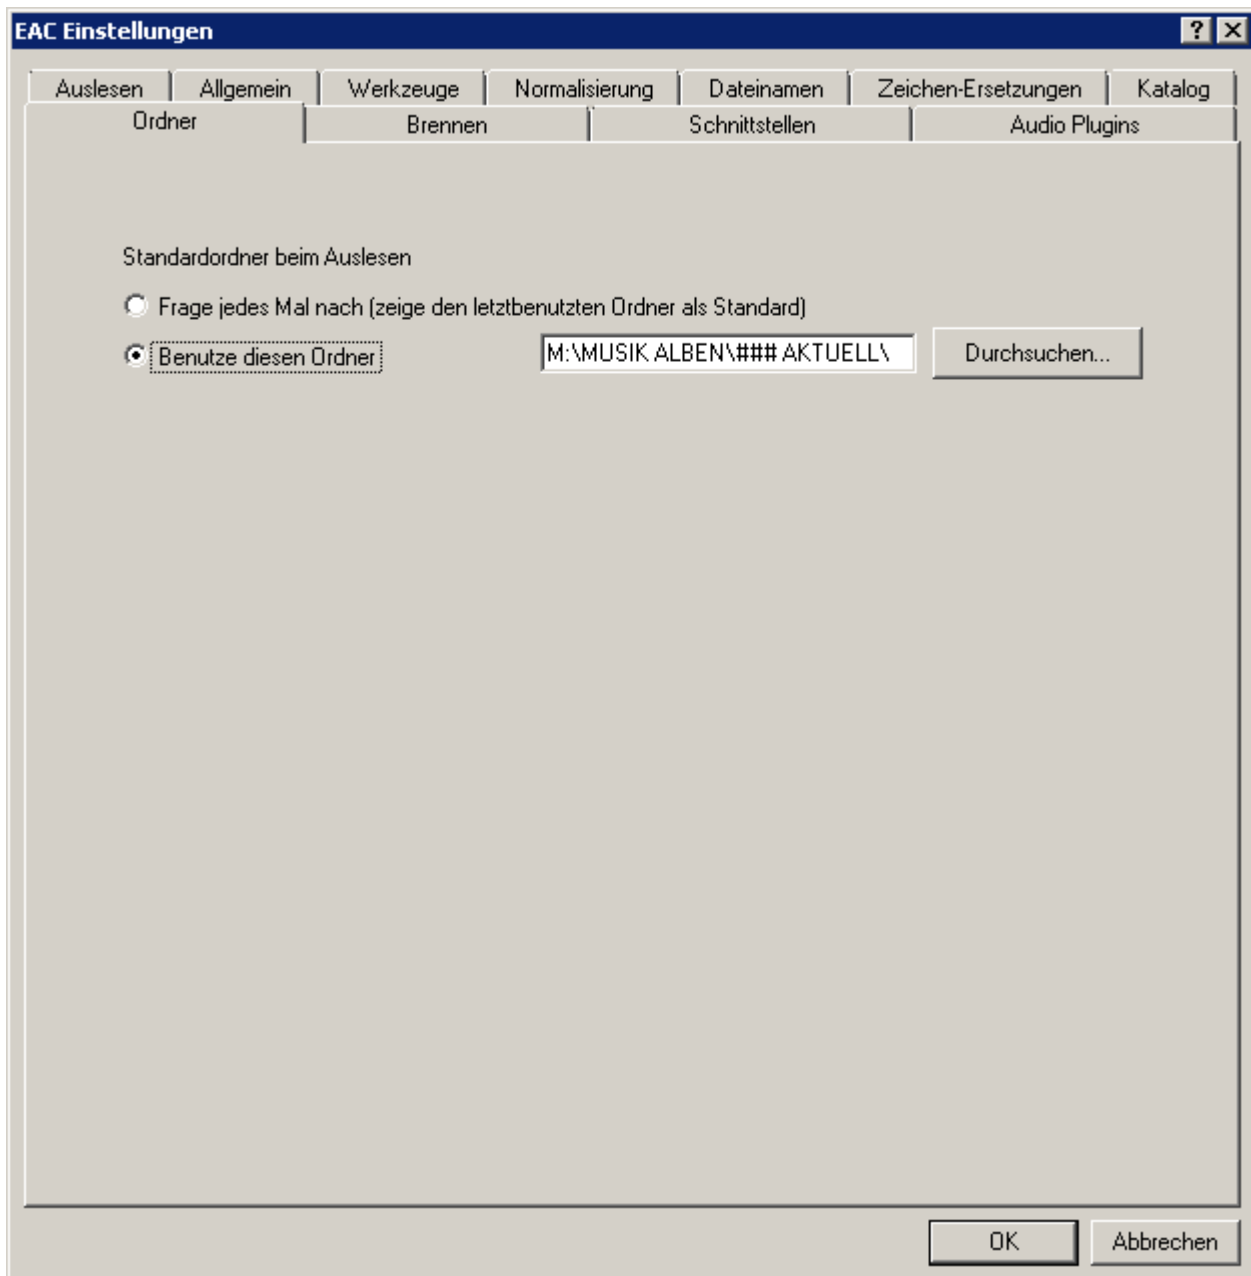 EAC Einstellungen
Auslesen Allgemein Werkzeuge Normalisierung Dateinamen Zeichen-Ersetzungen Katalog
Ordner Brennen Schnittstellen Audio Plugins
Standardordner beim Auslesen
Frage jedes Mal nach (zeige den letztbenutzten Ordner als Standard)
Benutze diesen Ordner M:\MUSIK ALBEN\### AKTUELL\ Durchsuchen...
OK Abbrechen